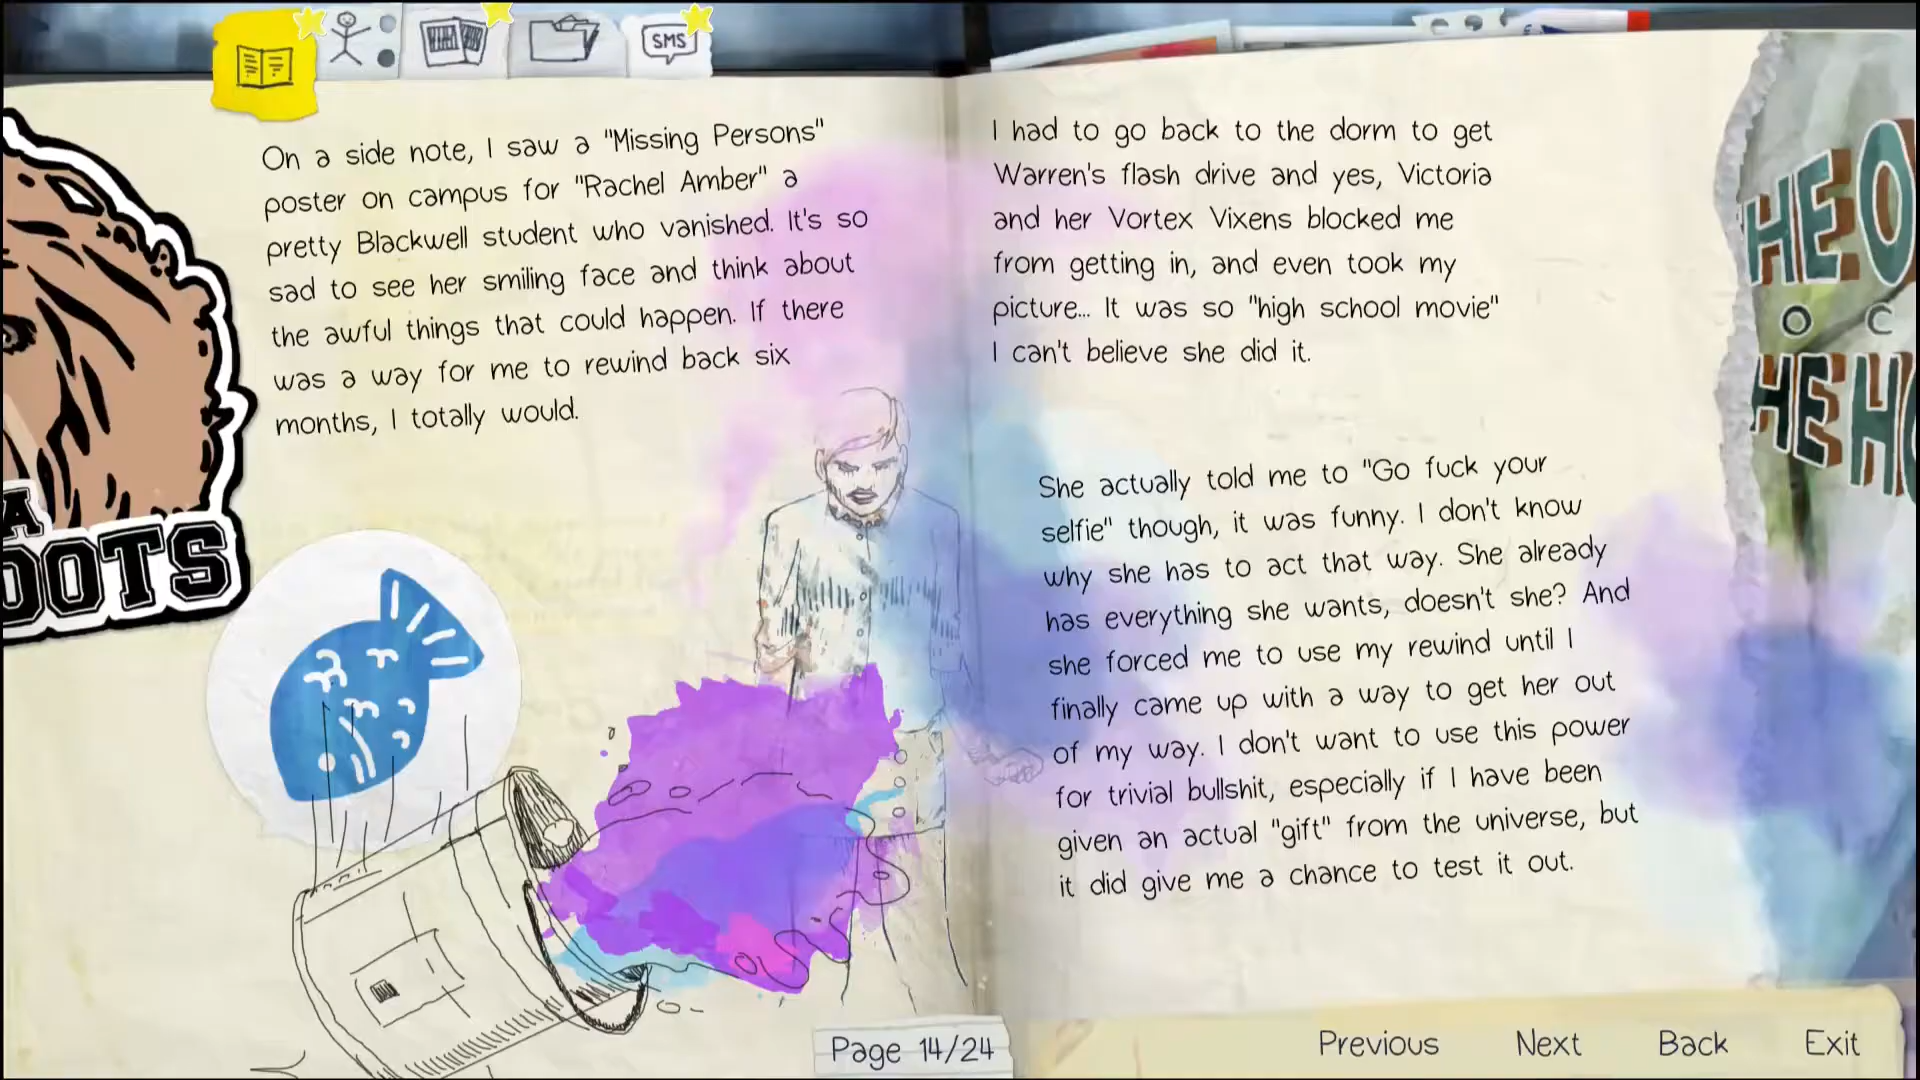 SMS
On a side note, I saw a "Missing Persons"
poster on campus for "Rachel Amber" a
pretty Blackwell student who vanished. It's so
sad to see her smiling face and think about
the awful things that could happen. If there
was a way for me to rewind back six
months, I totally would.
A
OOTS
I had to go back to the dorm to get
Warren's flash drive and yes, Victoria
and her Vortex Vixens blocked me
from getting in, and even took my
picture... It was so "high school movie"
I can't believe she did it.
She actually told me to "Go fuck your
selfie" though, it was funny. I don't know
why she has to act that way. She already
has everything she wants, doesn't she? And
she forced me to use my rewind until I
finally came up with a way to get her out
of my way. I don't want to use this power
for trivial bullshit, especially if I have been
given an actual "gift" from the universe, but
it did give me a chance to test it out.
HEO
O C
HEHO
Page 14/24
Previous Next Back Exit